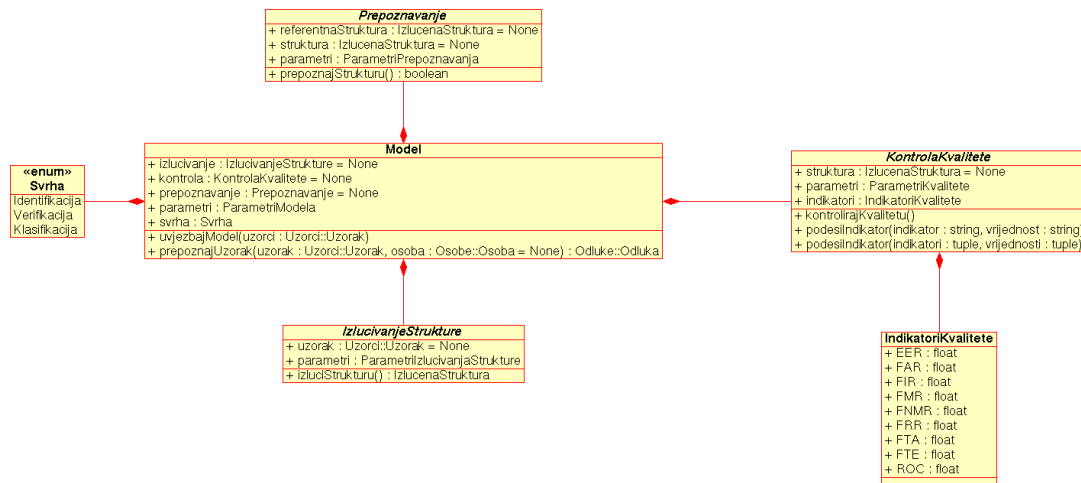 Prepoznavanje
+ referentnaStruktura : IzlucenaStruktura = None
+ struktura : IzlucenaStruktura = None
+ parametri : ParametriPrepoznavanja
+ prepoznajStrukturu() : boolean
Model
+ izlucivanje : IzlucivanjeStrukture = None
+ kontrola : KontrolaKvalitete = None
+ prepoznavanje : Prepoznavanje = None
+ parametri : ParametriModela
+ svrha : Svrha
+ uvjezbajModel(uzorci : Uzorci::Uzorak)
+ prepoznajUzorak(uzorak : Uzorci::Uzorak, osoba : Osobe::Osoba = None) : Odluke::Odluka
«enum»
Svrha
Identifikacija
Verifikacija
Klasifikacija
KontrolaKvalitete
+ struktura : IzlucenaStruktura = None
+ parametri : ParametriKvalitete
+ indikatori : IndikatoriKvalitete
+ kontrolirajKvalitetu()
+ podesiIndikator(indikator : string, vrijednost : string)
+ podesiIndikator(indikatori : tuple, vrijednosti : tuple)
IzlucivanjeStrukture
+ uzorak : Uzorci::Uzorak = None
+ parametri : ParametriIzlucivanjaStrukture
+ izluciStrukturu() : IzlucenaStruktura
IndikatoriKvalitete
+ EER : float
+ FAR : float
+ FIR : float
+ FMR : float
+ FNMR : float
+ FRR : float
+ FTA : float
+ FTE : float
+ ROC : float